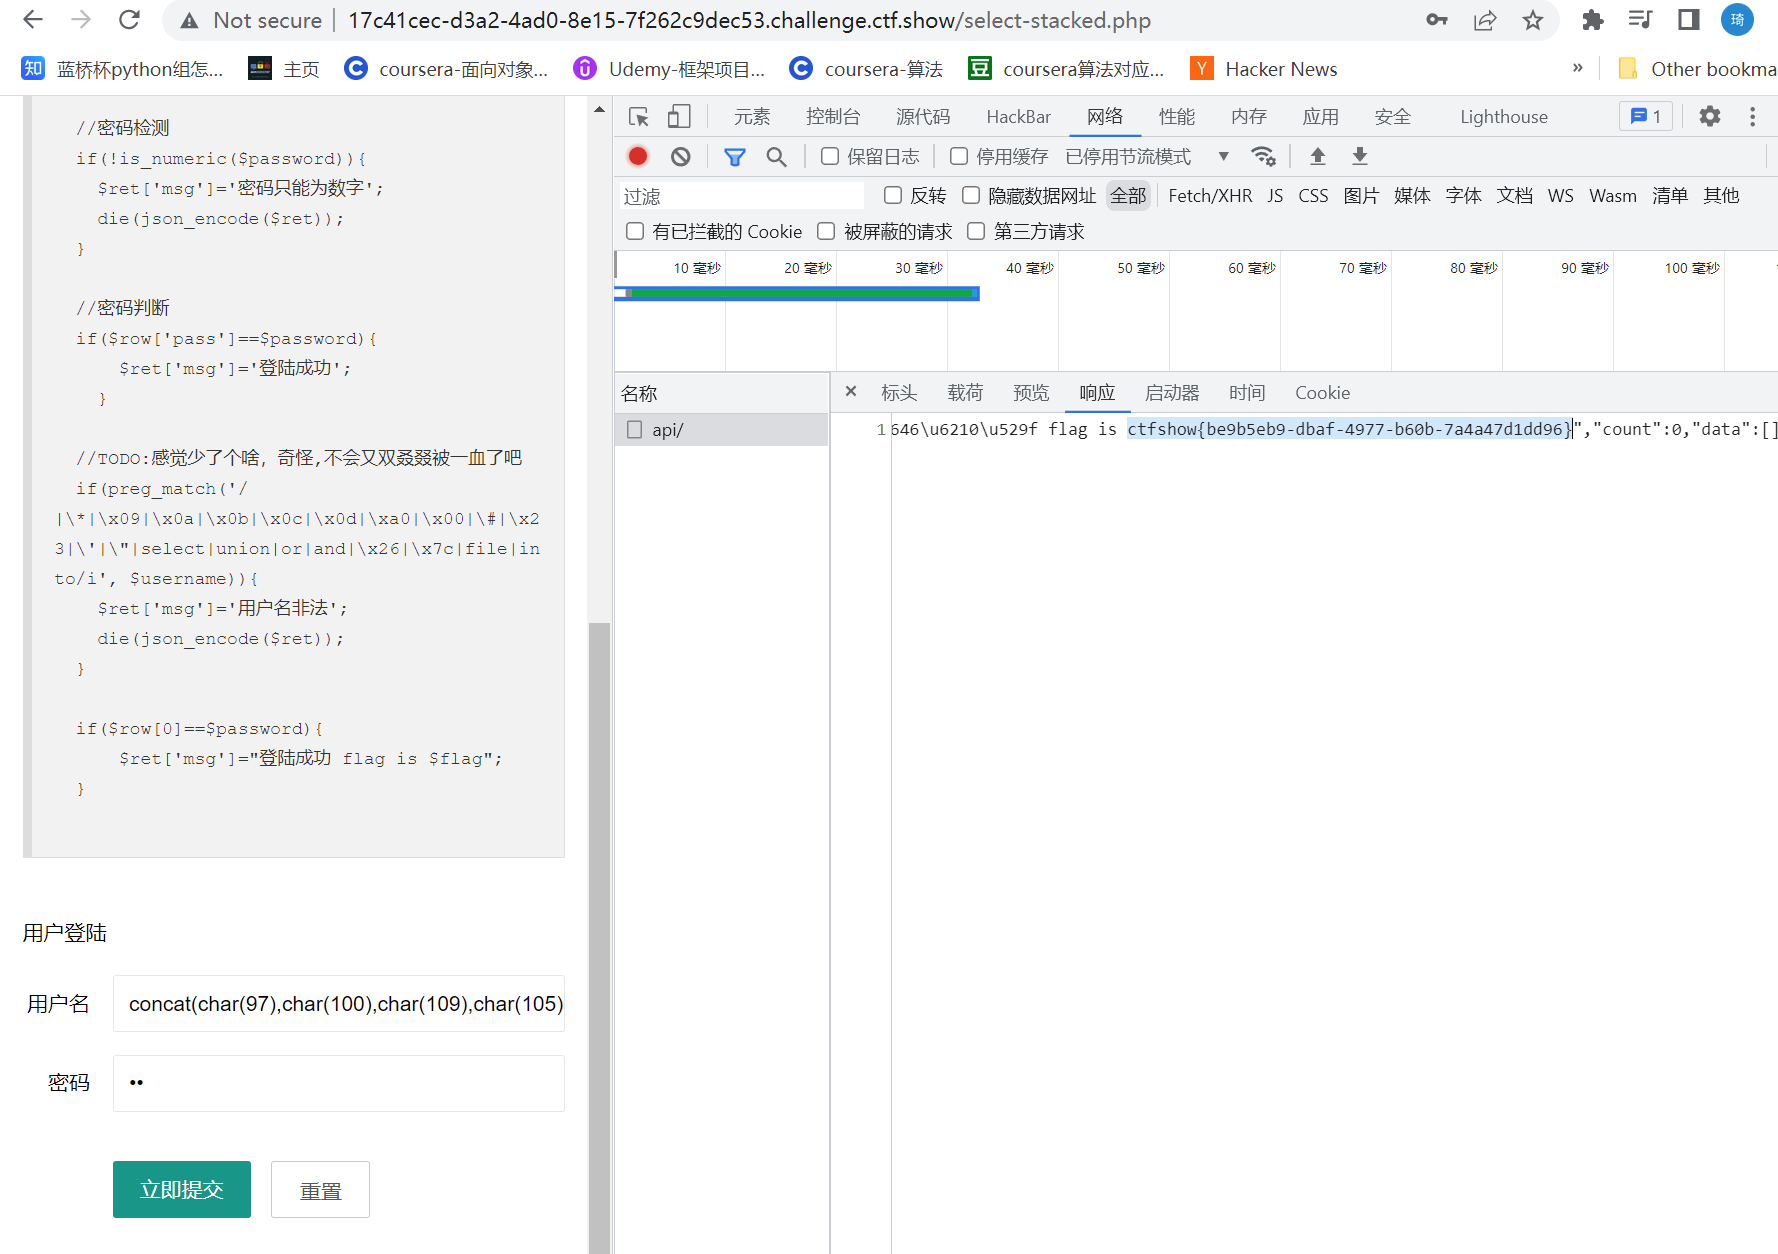 Not secure | 17c41cec-d3a2-4ad0-8e15-7f262c9dec53.challenge.ctf.show/select-stacked.php
琦
知 蓝桥杯python组怎...
主页
C coursera-面向对象...
U Udemy-框架项目...
C coursera-算法
豆 coursera算法对应...
Y Hacker News
»
Other bookma
//密码检测
if(!is_numeric($password)){
$ret['msg']='密码只能为数字';
die(json_encode($ret));
}
//密码判断
if($row['pass']==$password){
$ret['msg']='登陆成功';
}
//TODO:感觉少了个啥，奇怪,不会又双叒叕被一血了吧
if(preg_match('/
|\*|\x09|\x0a|\x0b|\x0c|\x0d|\xa0|\x00|\#|\x2
3|\'|\"|select|union|or|and|\x26|\x7c|file|in
to/i', $username)){
$ret['msg']='用户名非法';
die(json_encode($ret));
}
if($row[0]==$password){
$ret['msg']="登陆成功 flag is $flag";
}
用户登陆
用户名
concat(char(97),char(100),char(109),char(105)
密码
••
立即提交
重置
元素 控制台 源代码 HackBar 网络 性能 内存 应用 安全 Lighthouse 1
保留日志 停用缓存 已停用节流模式
过滤 反转 隐藏数据网址 全部 Fetch/XHR JS CSS 图片 媒体 字体 文档 WS Wasm 清单 其他
有已拦截的 Cookie 被屏蔽的请求 第三方请求
10 毫秒 20 毫秒 30 毫秒 40 毫秒 50 毫秒 60 毫秒 70 毫秒 80 毫秒 90 毫秒 100 毫秒
名称
api/
× 标头 载荷 预览 响应 启动器 时间 Cookie
1 646\u6210\u529f flag is ctfshow{be9b5eb9-dbaf-4977-b60b-7a4a47d1dd96}","count":0,"data":[]